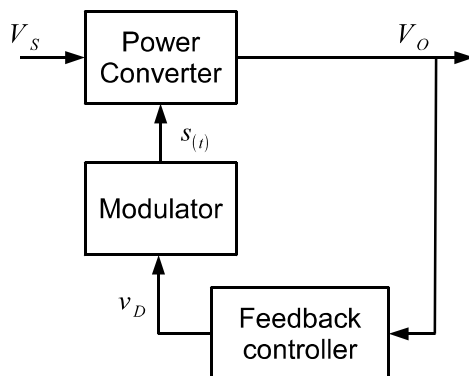 V_S
Power
Converter
V_O
s_(t)
Modulator
v_D
Feedback
controller